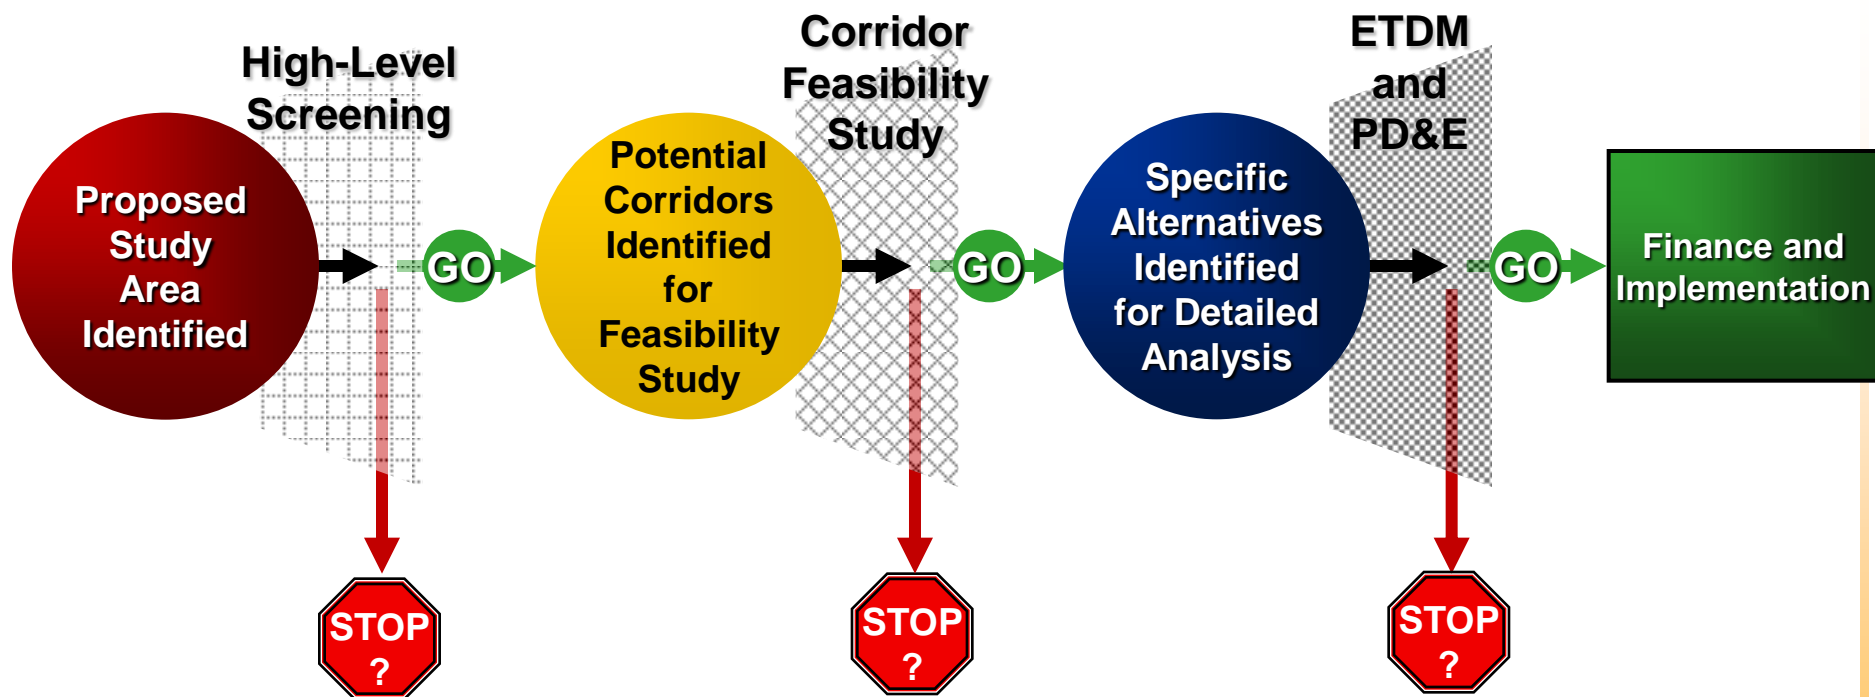 High-Level
Screening
Corridor
Feasibility
Study
ETDM
and
PD&E
Proposed
Study
Area
Identified
GO
Potential
Corridors
Identified
for
Feasibility
Study
GO
Specific
Alternatives
Identified
for Detailed
Analysis
GO
Finance and
Implementation
STOP
?
STOP
?
STOP
?